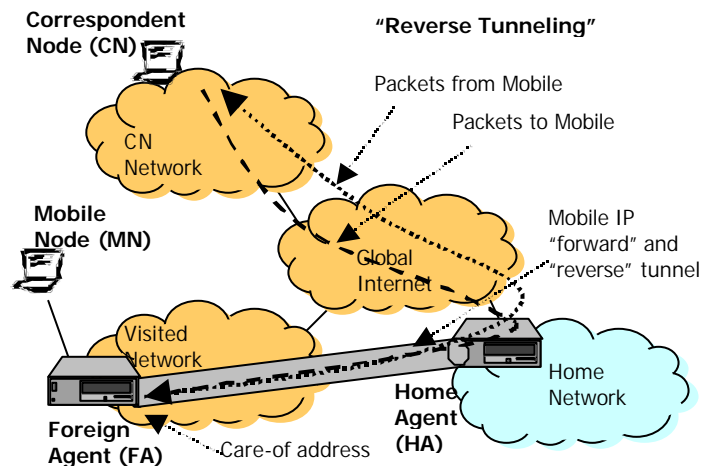 Correspondent
Node (CN)
“Reverse Tunneling”
Packets from Mobile
Packets to Mobile
CN
Network
Mobile
Node (MN)
Mobile IP
“forward” and
“reverse” tunnel
Global
Internet
Visited
Network
Home
Network
Home
Agent
(HA)
Foreign
Agent (FA)
Care-of address